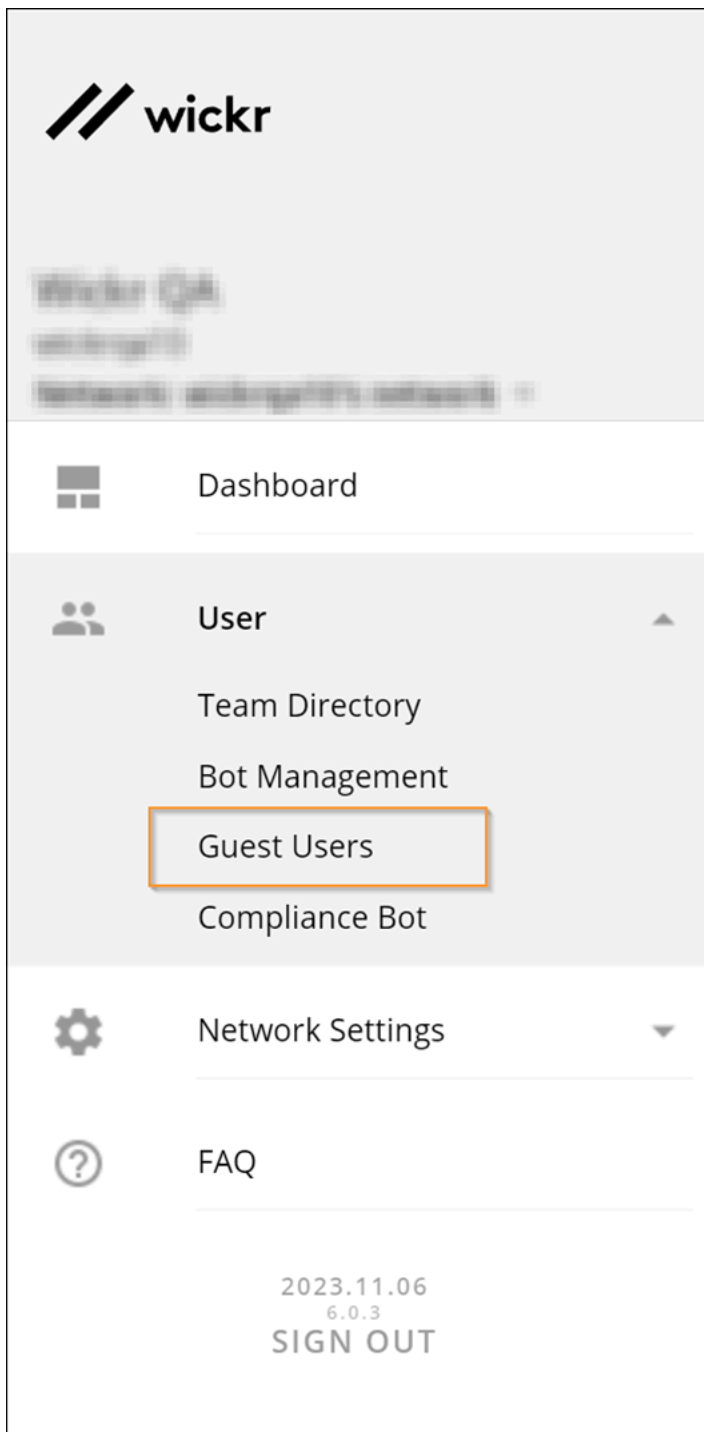 wickr
Dashboard
User
Team Directory
Bot Management
Guest Users
Compliance Bot
Network Settings
FAQ
2023.11.06
6.0.3
SIGN OUT